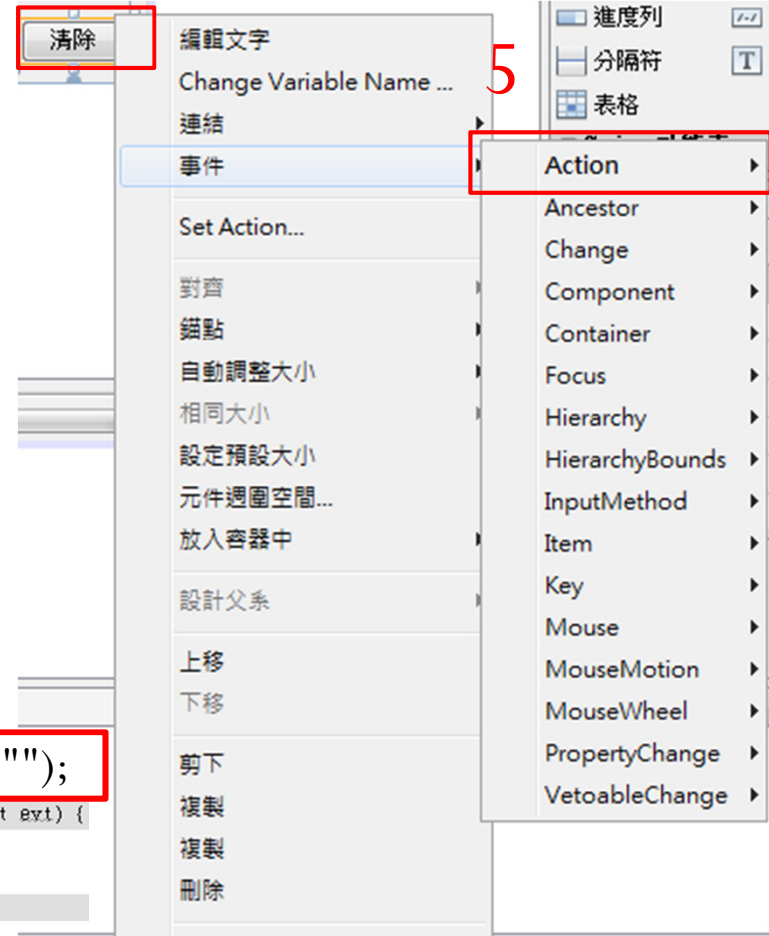 清除
編輯文字
Change Variable Name ...
連結
事件
Set Action...
對齊
錨點
自動調整大小
相同大小
設定預設大小
元件週圍空間...
放入容器中
設計父系
上移
下移
剪下
複製
複製
刪除
5
進度列
分隔符
T
表格
Action
Ancestor
Change
Component
Container
Focus
Hierarchy
HierarchyBounds
InputMethod
Item
Key
Mouse
MouseMotion
MouseWheel
PropertyChange
VetoableChange
"");
t evt) {